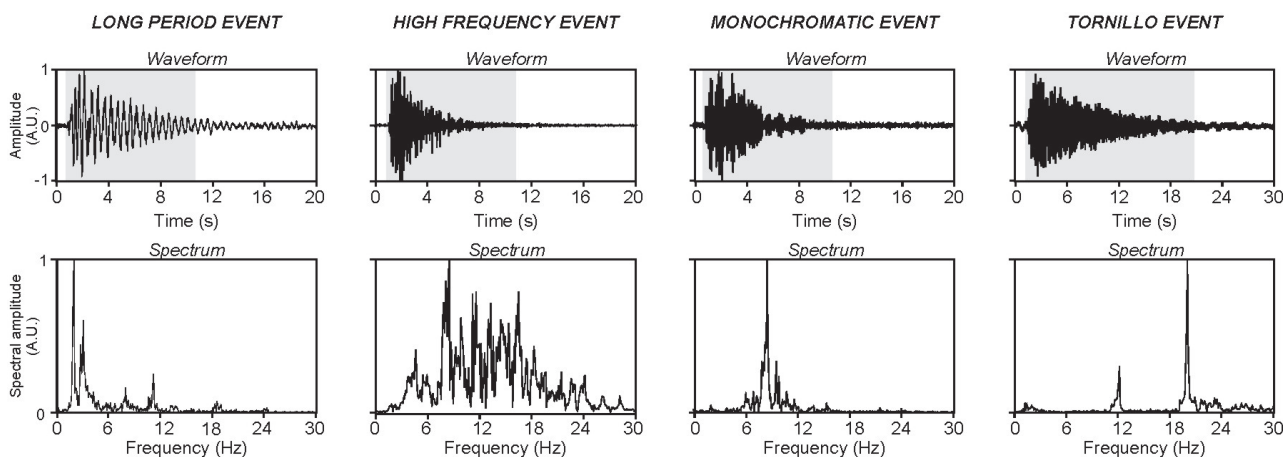 LONG PERIOD EVENT HIGH FREQUENCY EVENT MONOCHROMATIC EVENT TORNILLO EVENT
Waveform Waveform Waveform Waveform
Amplitude
(A.U.)
1
0
-1
0 4 8 12 16 20 0 4 8 12 16 20 0 4 8 12 16 20 0 6 12 18 24 30
Time (s) Time (s) Time (s) Time (s)
Spectrum Spectrum Spectrum Spectrum
Spectral amplitude
(A.U.)
1
0
6 12 18 24 30 6 12 18 24 30 6 12 18 24 30 0 12 18 24 30
Frequency (Hz) Frequency (Hz) Frequency (Hz) Frequency (Hz)